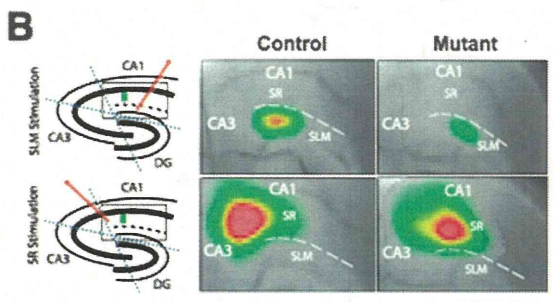 B
Control
Mutant
SLM Stimulation
CA1
CA3
DG
CA1
SR
CA3
SLM
CA1
SR
CA3
SLM
SR Stimulation
CA1
CA3
DG
CA1
SR
CA3
SLM
CA1
SR
CA3
SLM